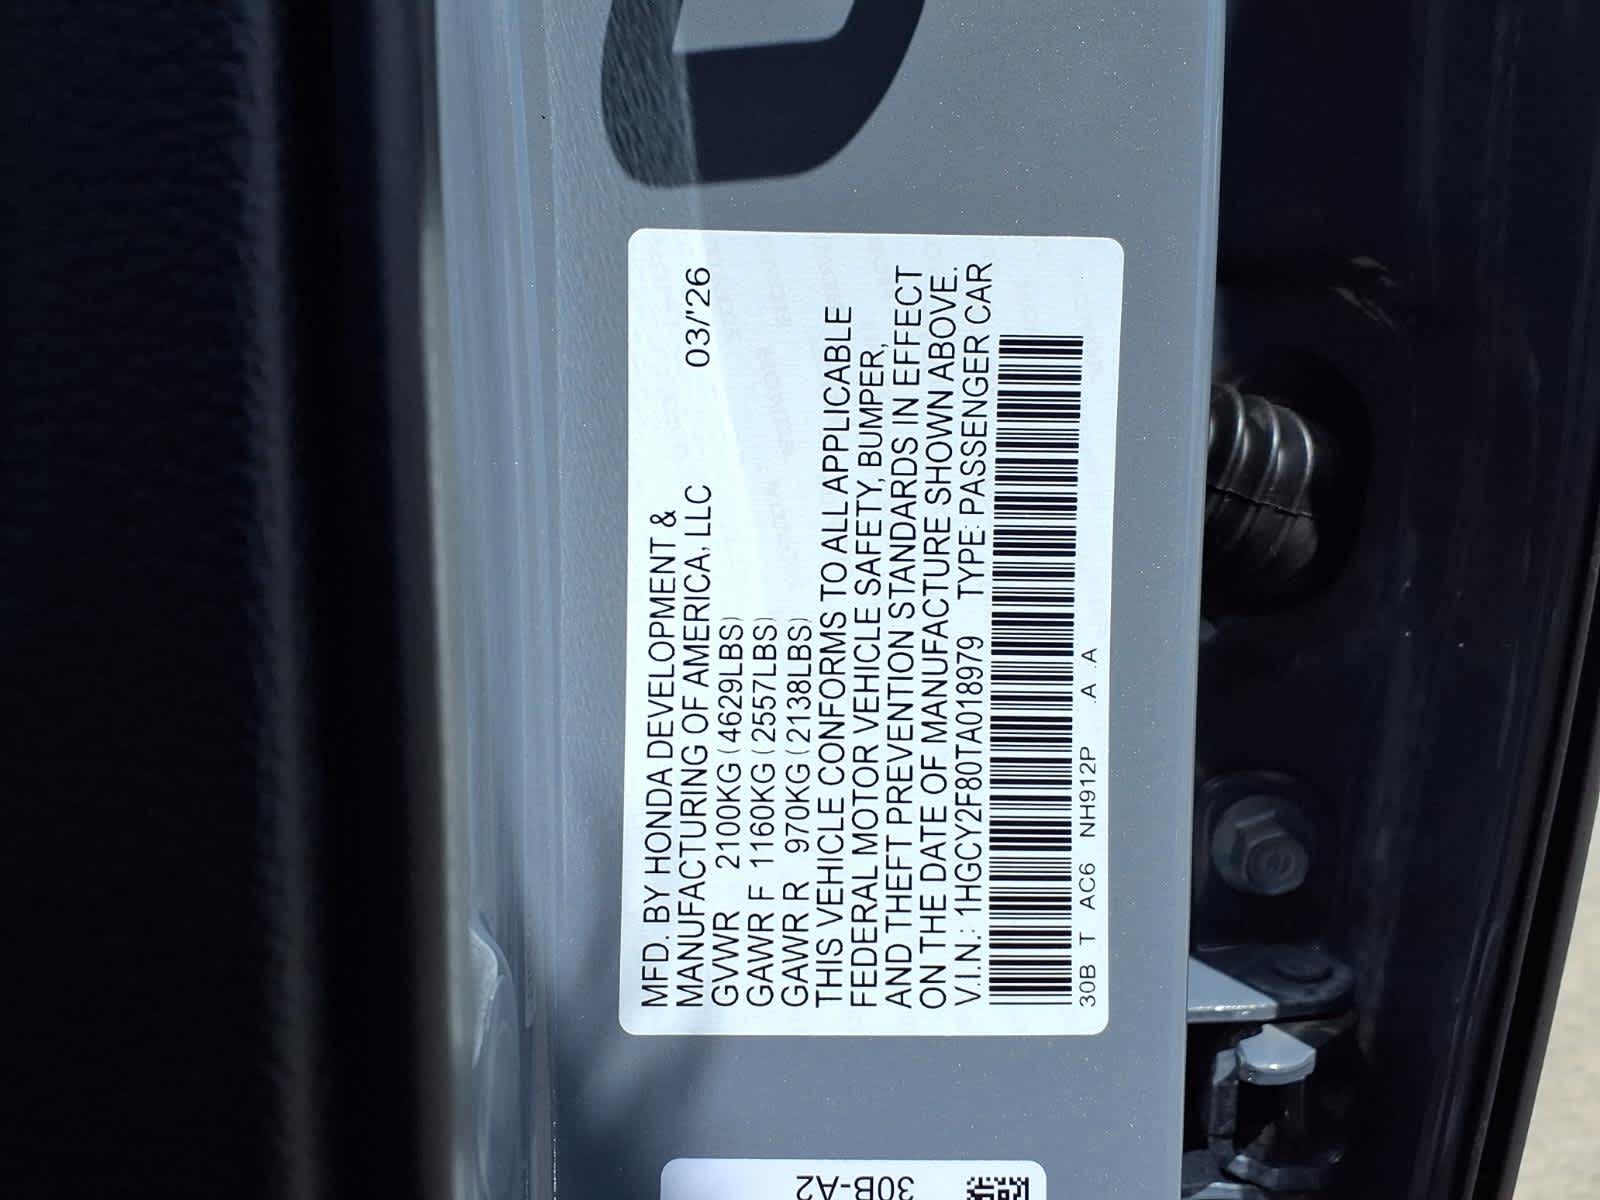 MFD. BY HONDA DEVELOPMENT &
MANUFACTURING OF AMERICA, LLC 03/'26
GVWR 2100KG (4629LBS)
GAWR F 1160KG (2557LBS)
GAWR R 970KG (2138LBS)
THIS VEHICLE CONFORMS TO ALL APPLICABLE
FEDERAL MOTOR VEHICLE SAFETY, BUMPER,
AND THEFT PREVENTION STANDARDS IN EFFECT
ON THE DATE OF MANUFACTURE SHOWN ABOVE.
V.I.N.: 1HGCY2F80TA018979 TYPE: PASSENGER CAR
30B T AC6 NH912P .A .A
30B-A2